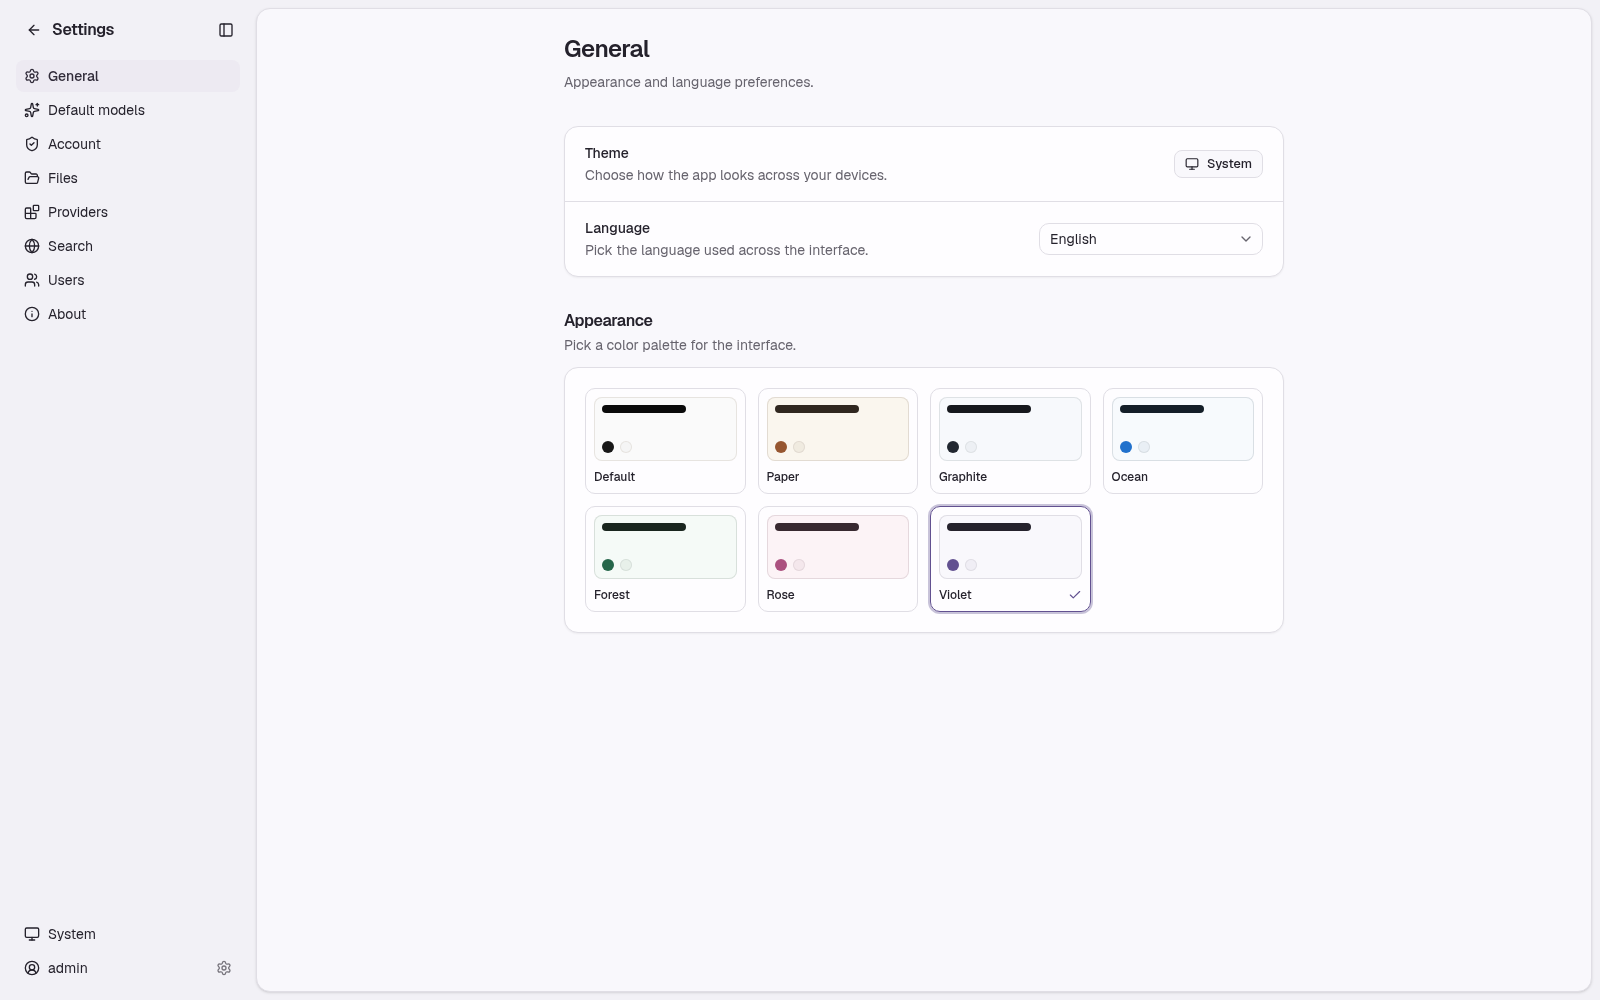 Settings
General
Default models
Account
Files
Providers
Search
Users
About
System
admin
General
Appearance and language preferences.
Theme
Choose how the app looks across your devices.
System
Language
Pick the language used across the interface.
English
Appearance
Pick a color palette for the interface.
Default
Paper
Graphite
Ocean
Forest
Rose
Violet